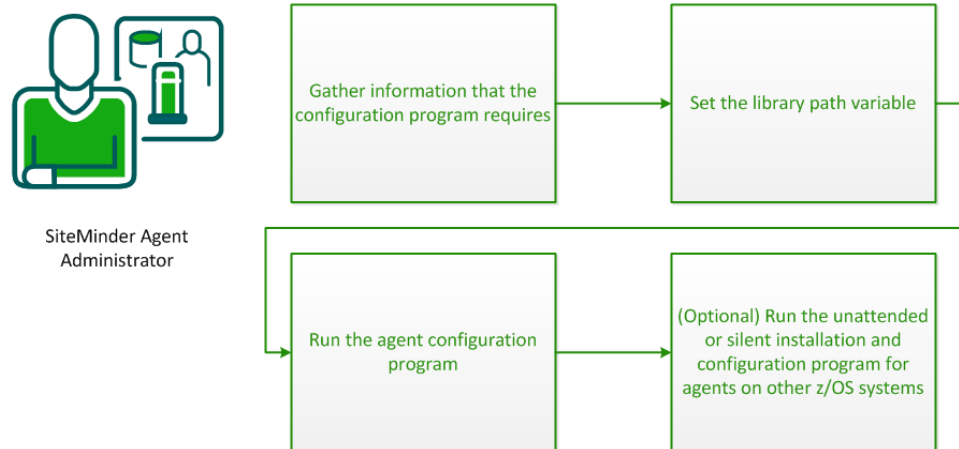 Gather information that the
configuration program requires
Set the library path variable
SiteMinder Agent
Administrator
Run the agent configuration
program
(Optional) Run the unattended
or silent installation and
configuration program for
agents on other z/OS systems